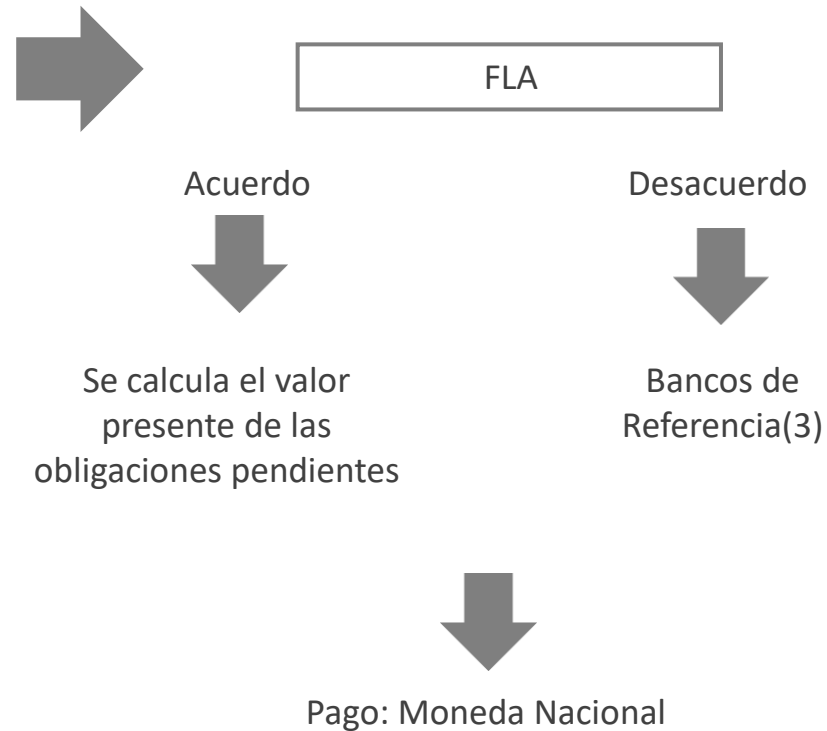 FLA
Acuerdo
Desacuerdo
Se calcula el valor
presente de las
obligaciones pendientes
Bancos de
Referencia(3)
Pago: Moneda Nacional